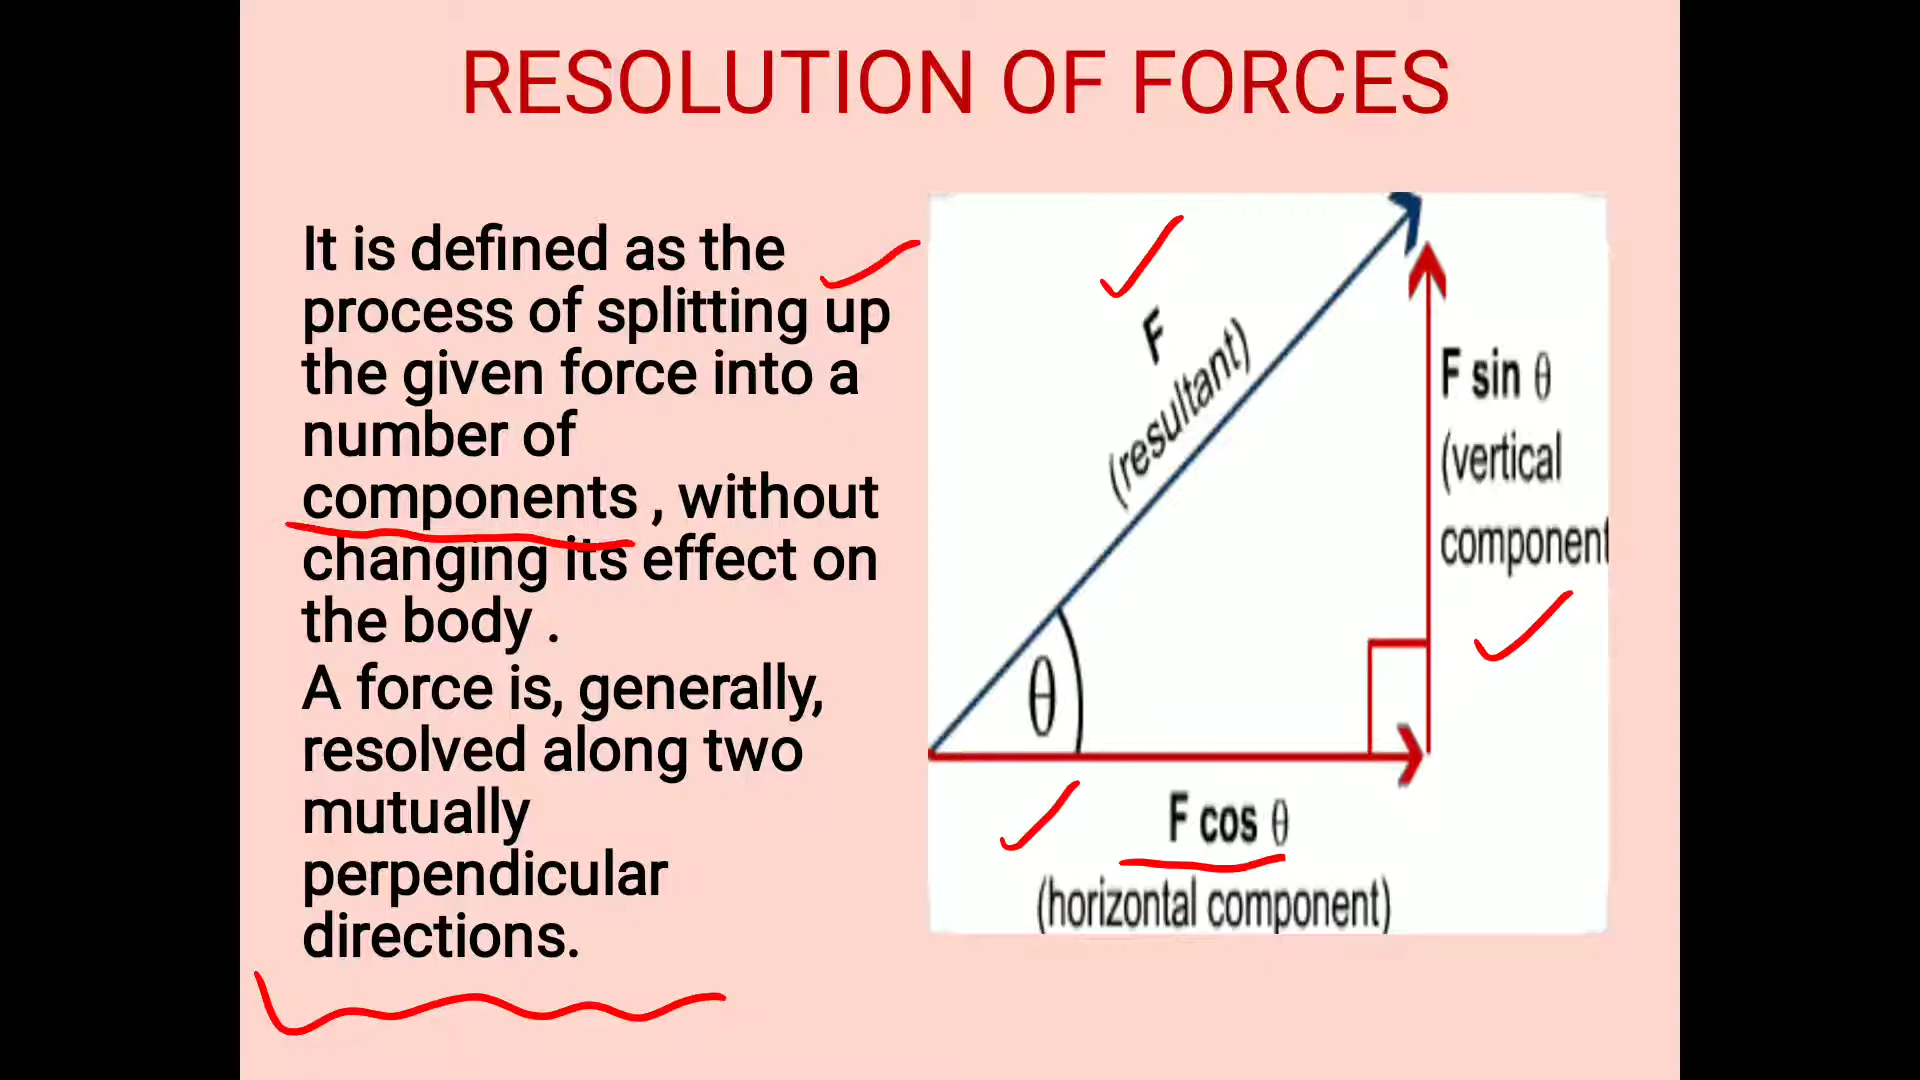 RESOLUTION OF FORCES
It is defined as the
process of splitting up
the given force into a
number of
components , without
changing its effect on
the body .
A force is, generally,
resolved along two
mutually
perpendicular
directions.
F
(resultant)
F sin θ
(vertical
component
θ
F cos θ
(horizontal component)